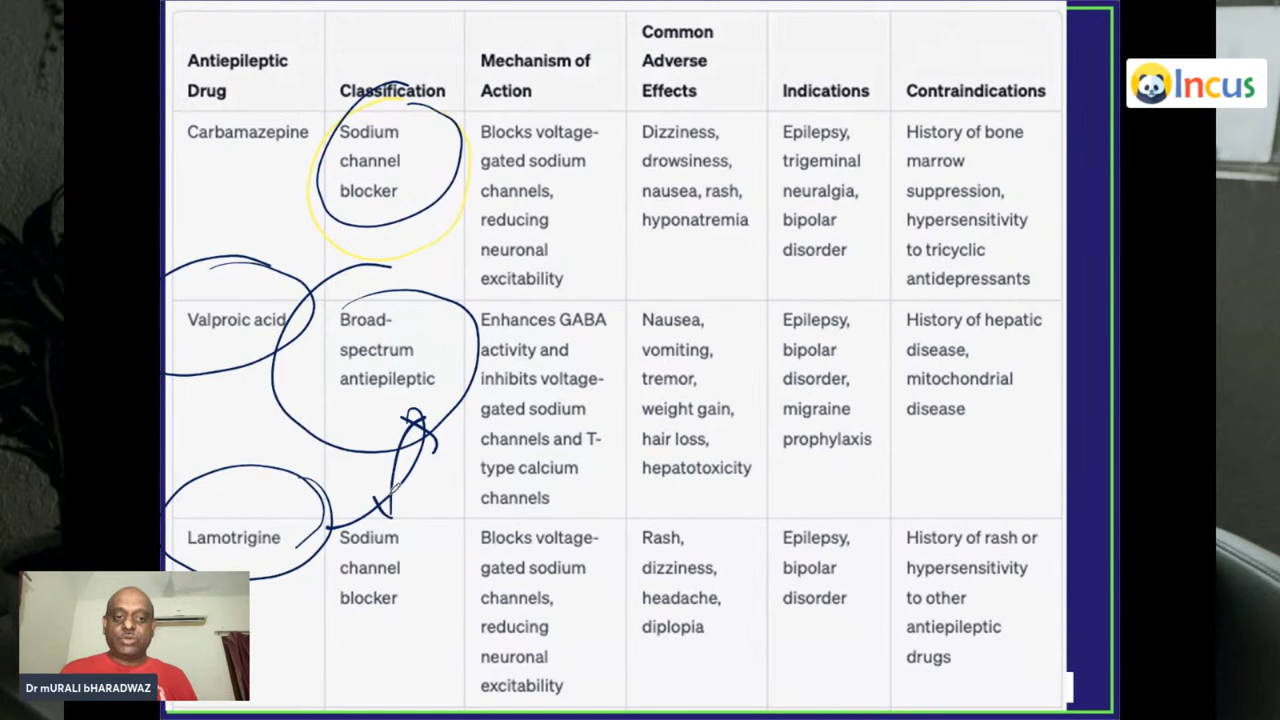 Incus
Antiepileptic
Drug
Classification
Mechanism of
Action
Common
Adverse
Effects
Indications
Contraindications
Carbamazepine
Sodium
channel
blocker
Blocks voltage-
gated sodium
channels,
reducing
neuronal
excitability
Dizziness,
drowsiness,
nausea, rash,
hyponatremia
Epilepsy,
trigeminal
neuralgia,
bipolar
disorder
History of bone
marrow
suppression,
hypersensitivity
to tricyclic
antidepressants
Valproic acid
Broad-
spectrum
antiepileptic
Enhances GABA
activity and
inhibits voltage-
gated sodium
channels and T-
type calcium
channels
Nausea,
vomiting,
tremor,
weight gain,
hair loss,
hepatotoxicity
Epilepsy,
bipolar
disorder,
migraine
prophylaxis
History of hepatic
disease,
mitochondrial
disease
Lamotrigine
Sodium
channel
blocker
Blocks voltage-
gated sodium
channels,
reducing
neuronal
excitability
Rash,
dizziness,
headache,
diplopia
Epilepsy,
bipolar
disorder
History of rash or
hypersensitivity
to other
antiepileptic
drugs
Dr mURALI bHARADWAZ